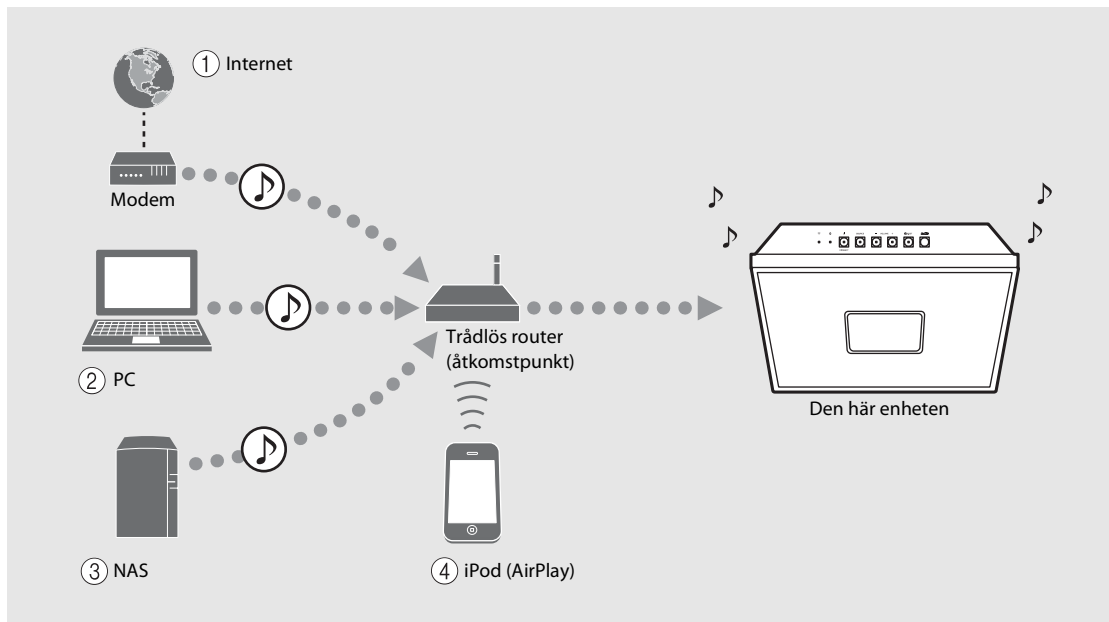 ① Internet
Modem
② PC
Trådlös router
(åtkomstpunkt)
Den här enheten
③ NAS
④ iPod (AirPlay)